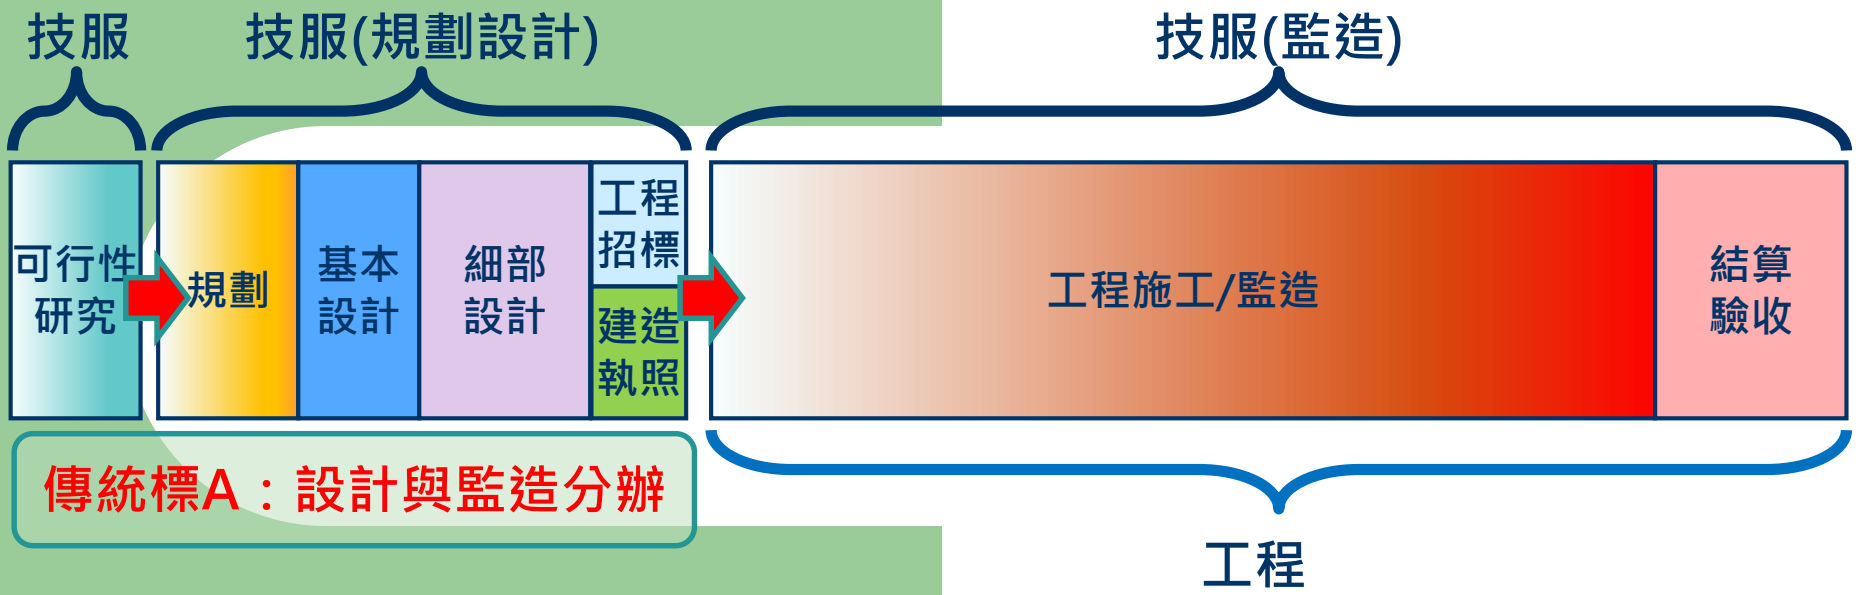 技服
技服(規劃設計)
技服(監造)
可行性
研究
規劃
基本
設計
細部
設計
工程
招標
建造
執照
工程施工/監造
結算
驗收
傳統標A：設計與監造分辦
工程